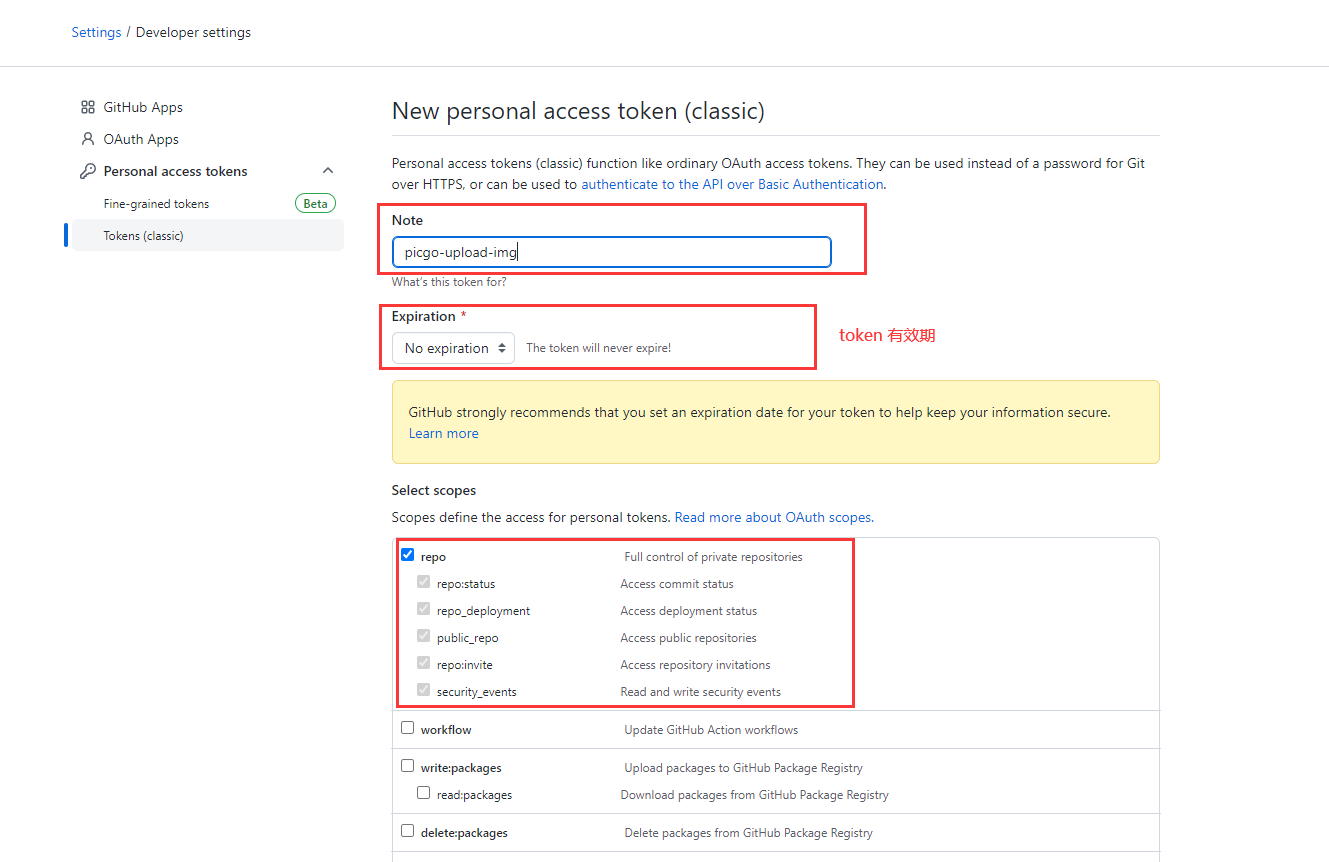 Settings / Developer settings
GitHub Apps
OAuth Apps
Personal access tokens
Fine-grained tokens Beta
Tokens (classic)
New personal access token (classic)
Personal access tokens (classic) function like ordinary OAuth access tokens. They can be used instead of a password for Git
over HTTPS, or can be used to authenticate to the API over Basic Authentication.
Note
picgo-upload-img
What's this token for?
Expiration *
No expiration The token will never expire!
token 有效期
GitHub strongly recommends that you set an expiration date for your token to help keep your information secure.
Learn more
Select scopes
Scopes define the access for personal tokens. Read more about OAuth scopes.
repo Full control of private repositories
repo:status Access commit status
repo_deployment Access deployment status
public_repo Access public repositories
repo:invite Access repository invitations
security_events Read and write security events
workflow Update GitHub Action workflows
write:packages Upload packages to GitHub Package Registry
read:packages Download packages from GitHub Package Registry
delete:packages Delete packages from GitHub Package Registry